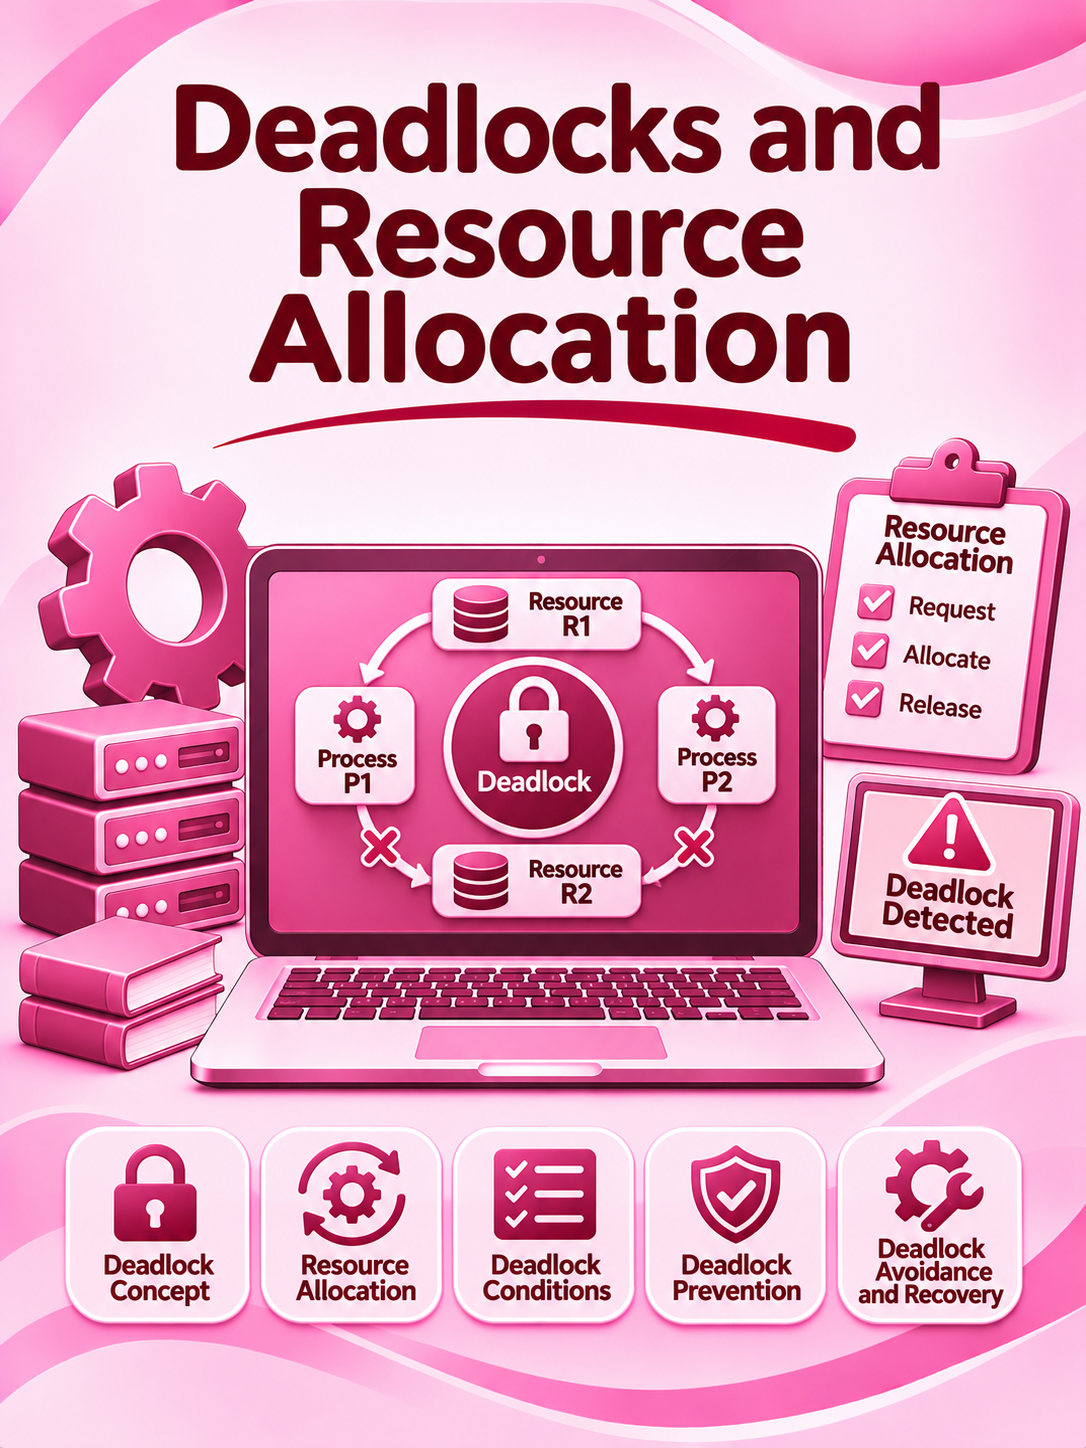 Deadlocks and
Resource
Allocation
Resource
R1
Process
P1
Deadlock
Process
P2
Resource
R2
Resource
Allocation
Request
Allocate
Release
Deadlock
Detected
Deadlock
Concept
Resource
Allocation
Deadlock
Conditions
Deadlock
Prevention
Deadlock
Avoidance
and Recovery